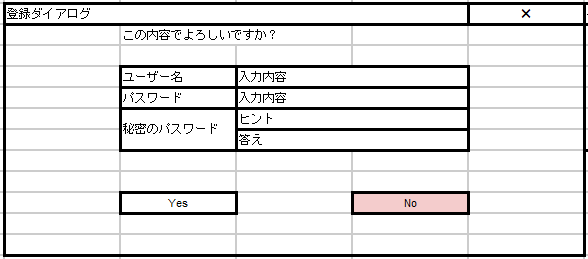 登録ダイアログ ×
この内容でよろしいですか？
ユーザー名 入力内容
パスワード 入力内容
秘密のパスワード ヒント
答え
Yes No